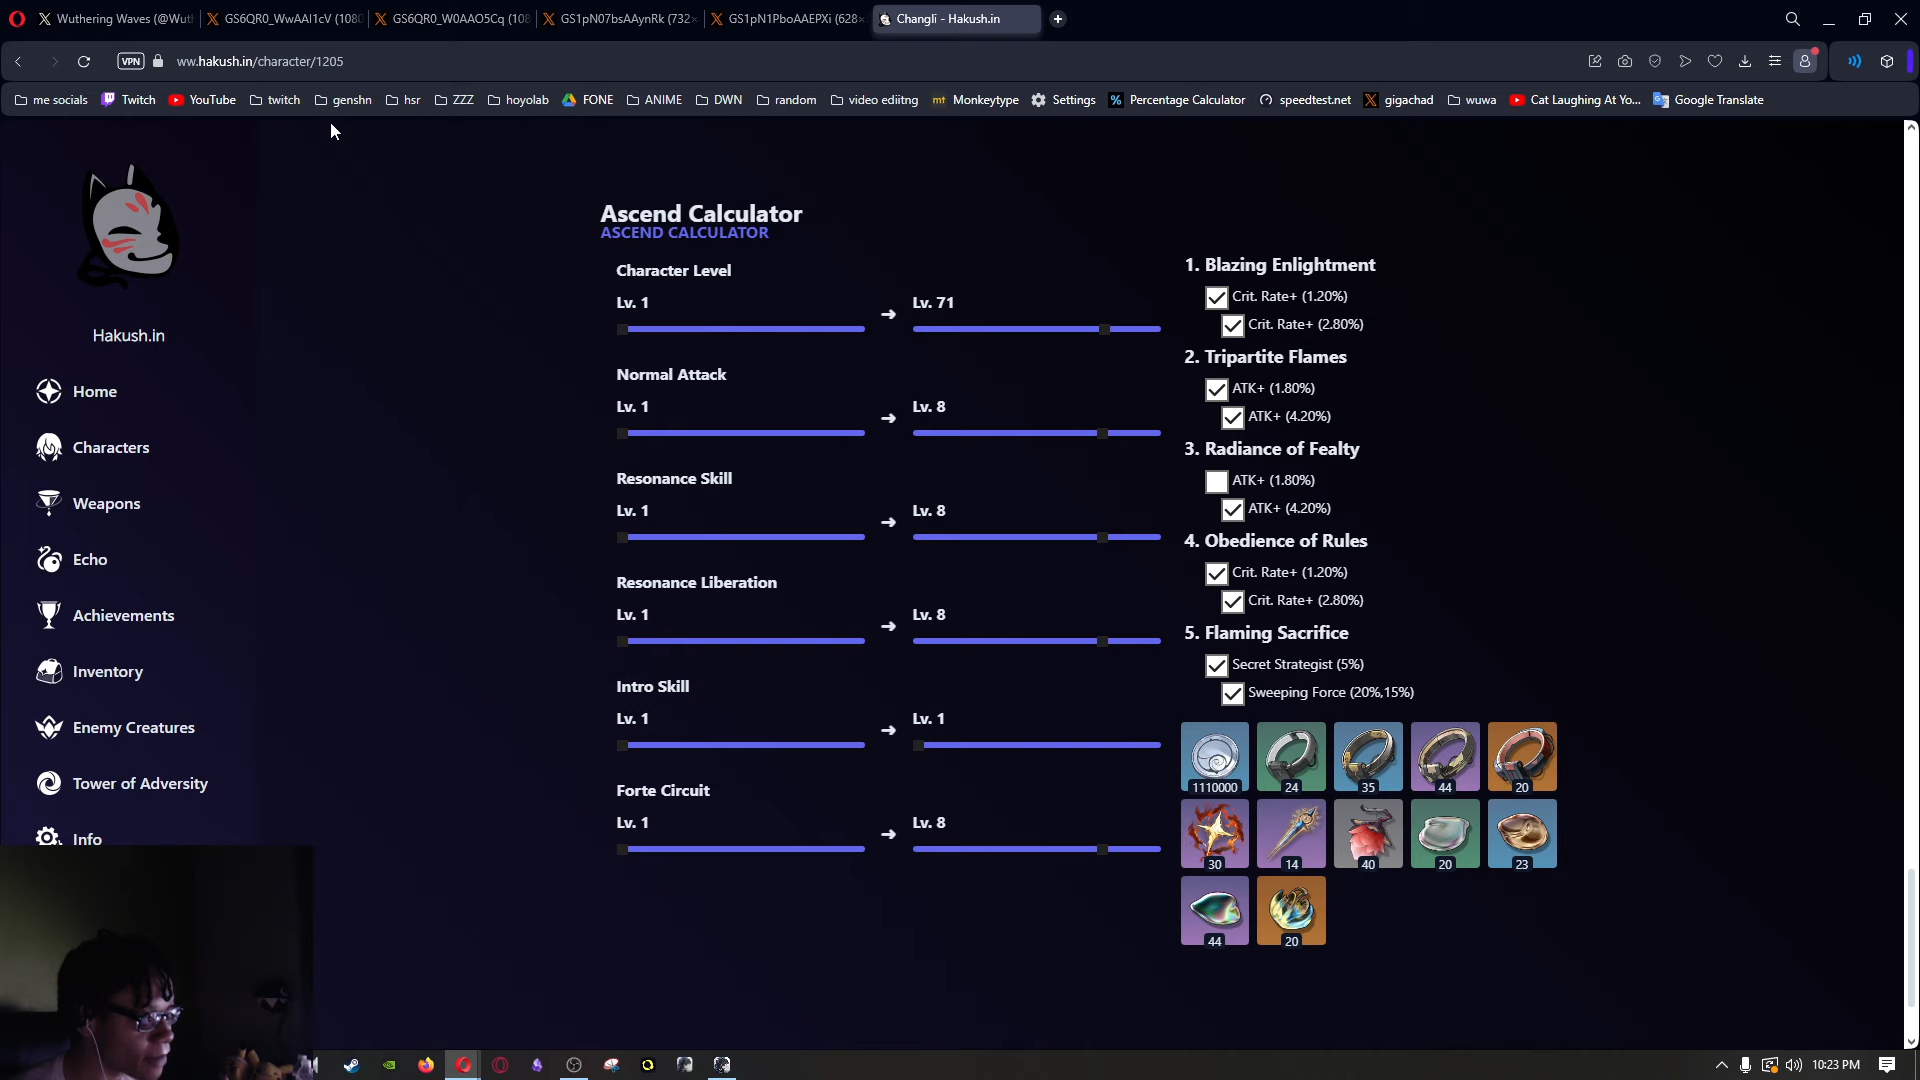 Wuthering Waves (@Wuth
GS6QR0_WwAAl1cV (1080
GS6QR0_W0AAO5Cq (108
GS1pN07bsAAynRk (732×
GS1pN1PboAAEPXi (628×
Changli - Hakush.in
VPN
ww.hakush.in/character/1205
me socials
Twitch
YouTube
twitch
genshn
hsr
ZZZ
hoyolab
FONE
ANIME
DWN
random
video ediitng
mt Monkeytype
Settings
% Percentage Calculator
speedtest.net
gigachad
wuwa
Cat Laughing At Yo...
Google Translate
Hakush.in
Home
Characters
Weapons
Echo
Achievements
Inventory
Enemy Creatures
Tower of Adversity
Info
Ascend Calculator
ASCEND CALCULATOR
Character Level
Lv. 1
Lv. 71
Normal Attack
Lv. 1
Lv. 8
Resonance Skill
Lv. 1
Lv. 8
Resonance Liberation
Lv. 1
Lv. 8
Intro Skill
Lv. 1
Lv. 1
Forte Circuit
Lv. 1
Lv. 8
1. Blazing Enlightment
Crit. Rate+ (1.20%)
Crit. Rate+ (2.80%)
2. Tripartite Flames
ATK+ (1.80%)
ATK+ (4.20%)
3. Radiance of Fealty
ATK+ (1.80%)
ATK+ (4.20%)
4. Obedience of Rules
Crit. Rate+ (1.20%)
Crit. Rate+ (2.80%)
5. Flaming Sacrifice
Secret Strategist (5%)
Sweeping Force (20%,15%)
1110000
24
35
44
20
30
14
40
20
23
44
20
10:23 PM